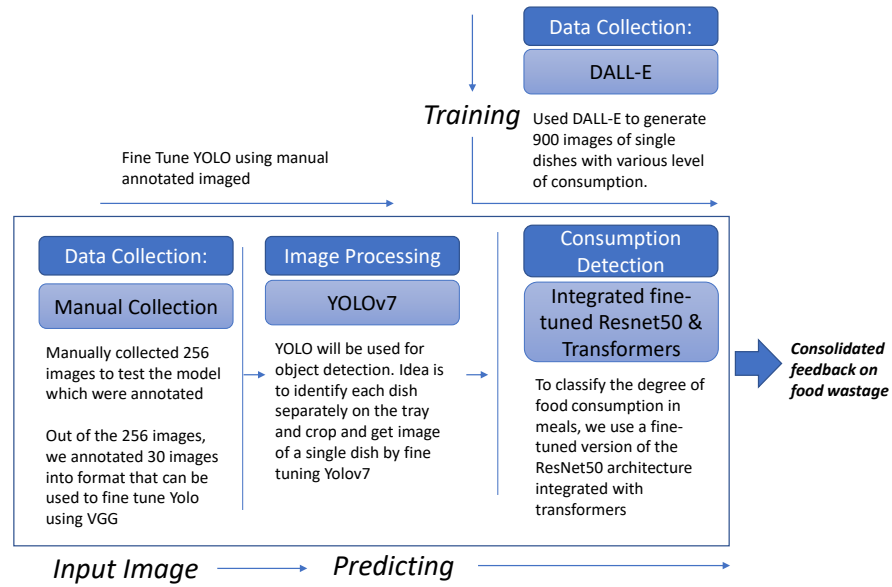 Data Collection:
DALL-E
Training
Used DALL-E to generate
900 images of single
dishes with various level
of consumption.
Fine Tune YOLO using manual
annotated imaged
Data Collection:
Manual Collection
Manually collected 256
images to test the model
which were annotated
Out of the 256 images,
we annotated 30 images
into format that can be
used to fine tune Yolo
using VGG
Image Processing
YOLOv7
YOLO will be used for
object detection. Idea is
to identify each dish
separately on the tray
and crop and get image
of a single dish by fine
tuning Yolov7
Consumption
Detection
Integrated fine-
tuned Resnet50 &
Transformers
To classify the degree of
food consumption in
meals, we use a fine-
tuned version of the
ResNet50 architecture
integrated with
transformers
Consolidated
feedback on
food wastage
Input Image
Predicting